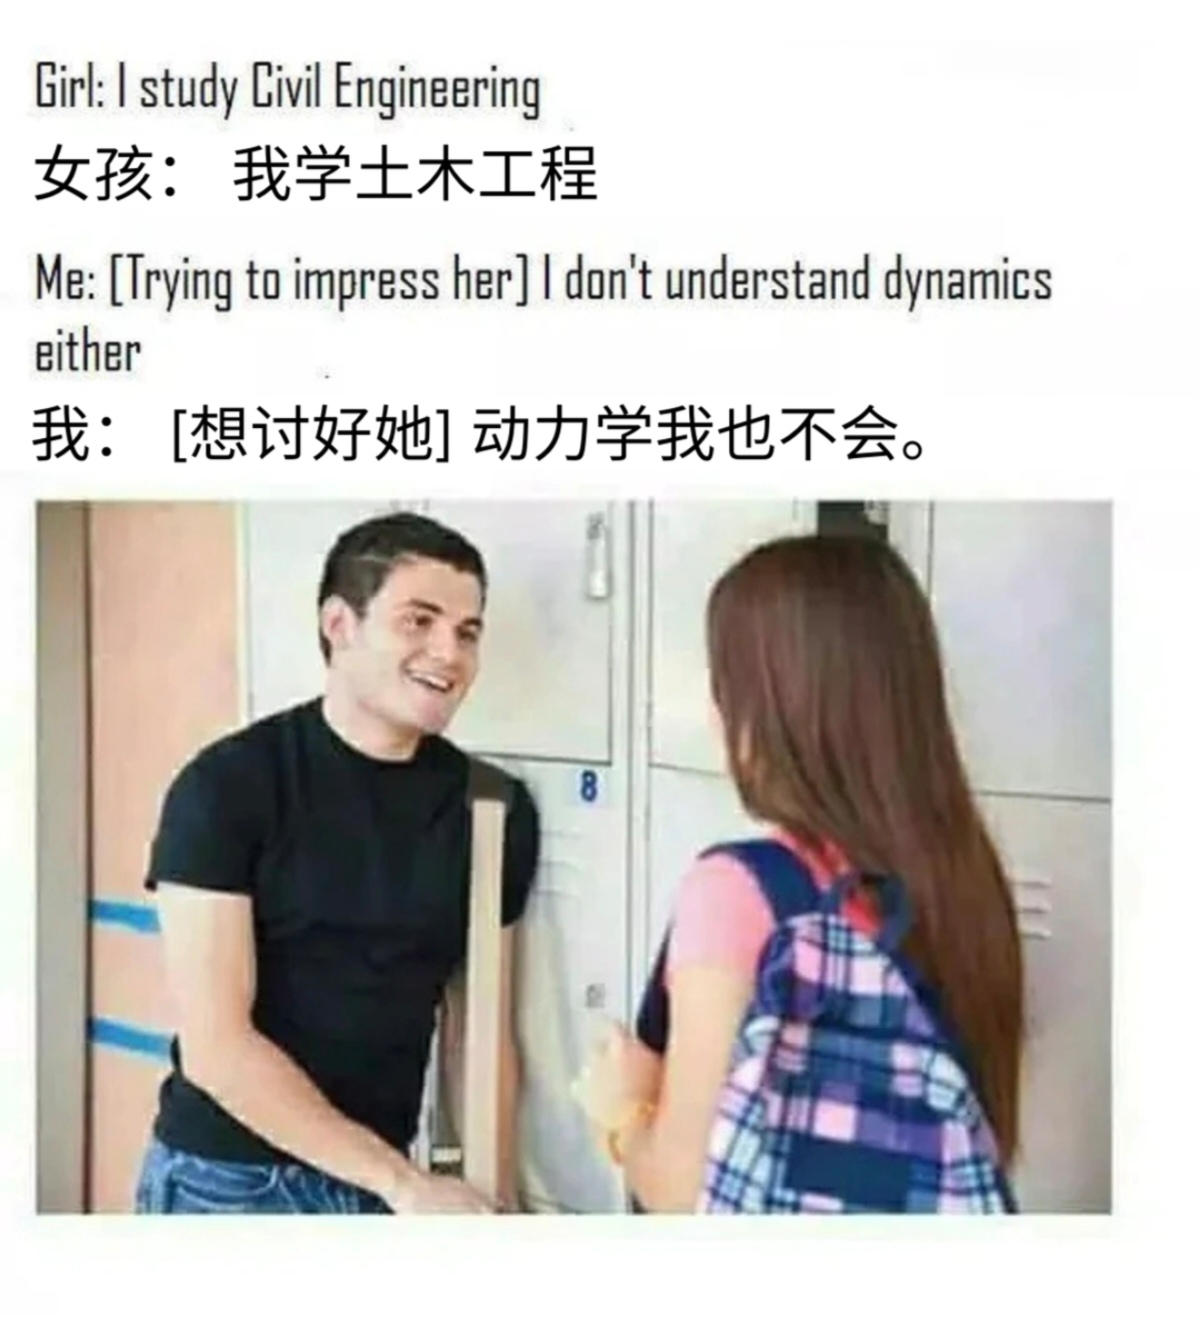 Girl: I study Civil Engineering
女孩： 我学土木工程
Me: [Trying to impress her] I don't understand dynamics
either
我： [想讨好她] 动力学我也不会。
8